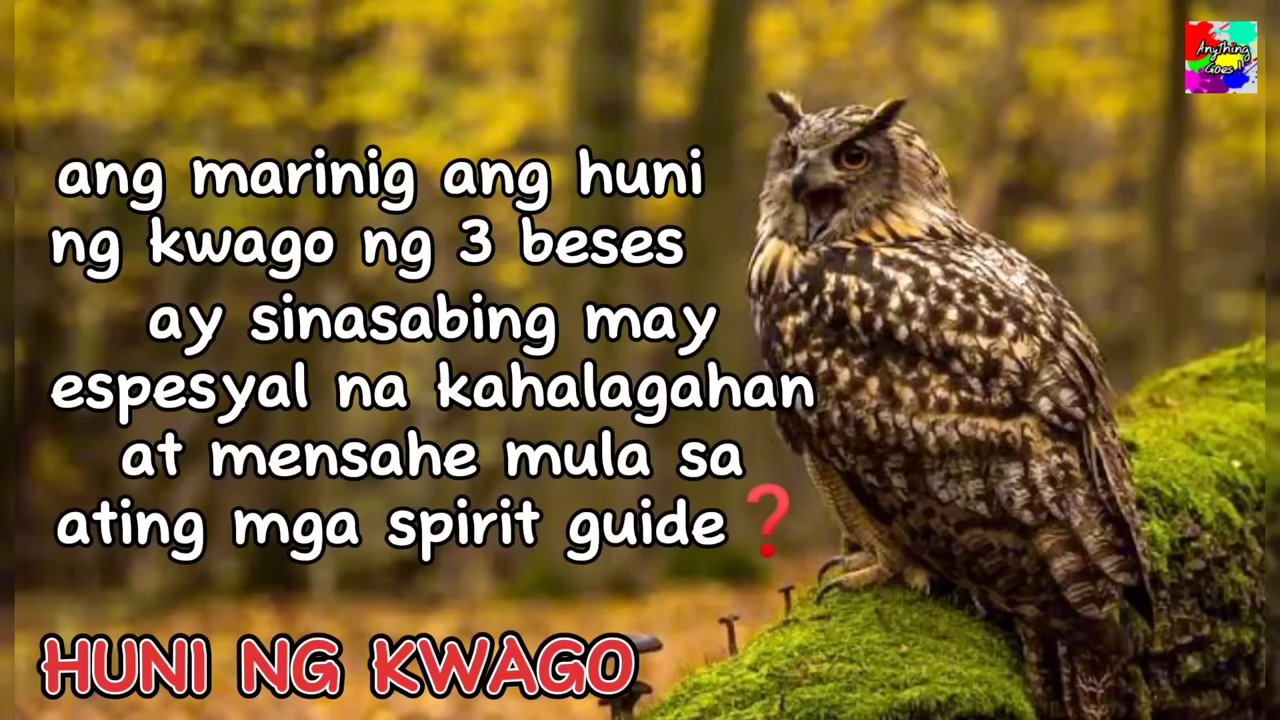 AnyThing
Goes !
ang marinig ang huni
ng kwago ng 3 beses
ay sinasabing may
espesyal na kahalagahan
at mensahe mula sa
ating mga spirit guide❓
HUNI NG KWAGO